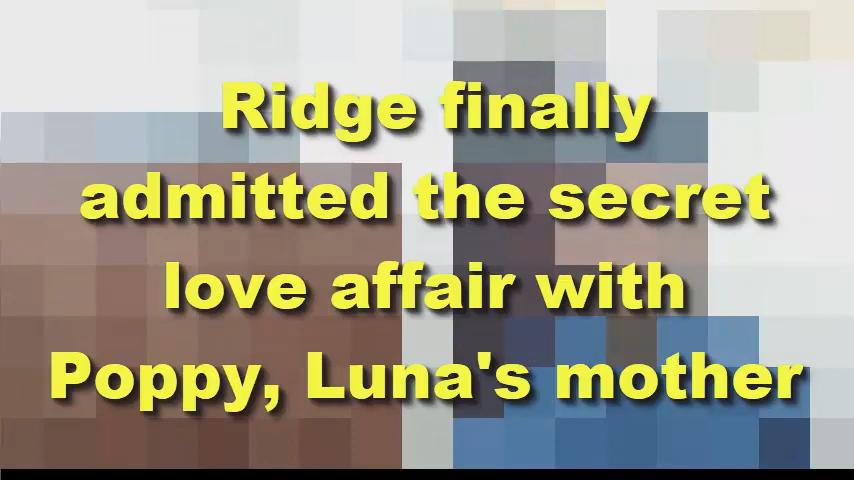 Ridge finally
admitted the secret
love affair with
Poppy, Luna's mother